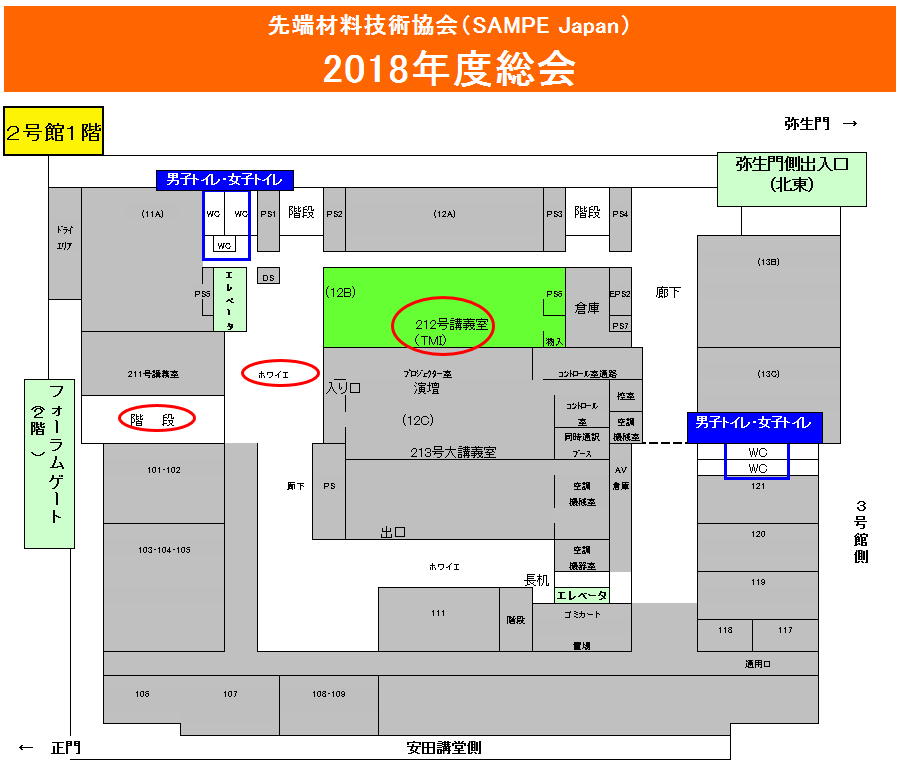 先端材料技術協会(SAMPE Japan)
2018年度総会
2号館1階
弥生門 →
弥生門側出入口
(北東)
男子トイレ・女子トイレ
ドライ
エリア
(11A)
WC
WC
WC
PS1
階段
PS2
(12A)
PS3
階段
PS4
(13B)
PS5
エレベータ
DS
(12B)
212号講義室
(TMI)
PS6
物入
倉庫
EPS2
PS7
廊下
211号講義室
ホワイエ
プロジェクター室
コントロール室通路
入り口
演壇
(13C)
控室
フォーラムゲート
(2階)
階 段
(12C)
コントロール
室
空調
機械室
男子トイレ・女子トイレ
213号大講義室
同時通訳
ブース
WC
WC
101-102
廊下
PS
空調
機械室
AV
倉庫
121
3号館側
出口
120
103-104-105
空調
機器室
ホワイエ
長机
エレベータ
119
111
階段
ゴミカート
置場
118
117
通用口
106
107
108-109
← 正門
安田講堂側